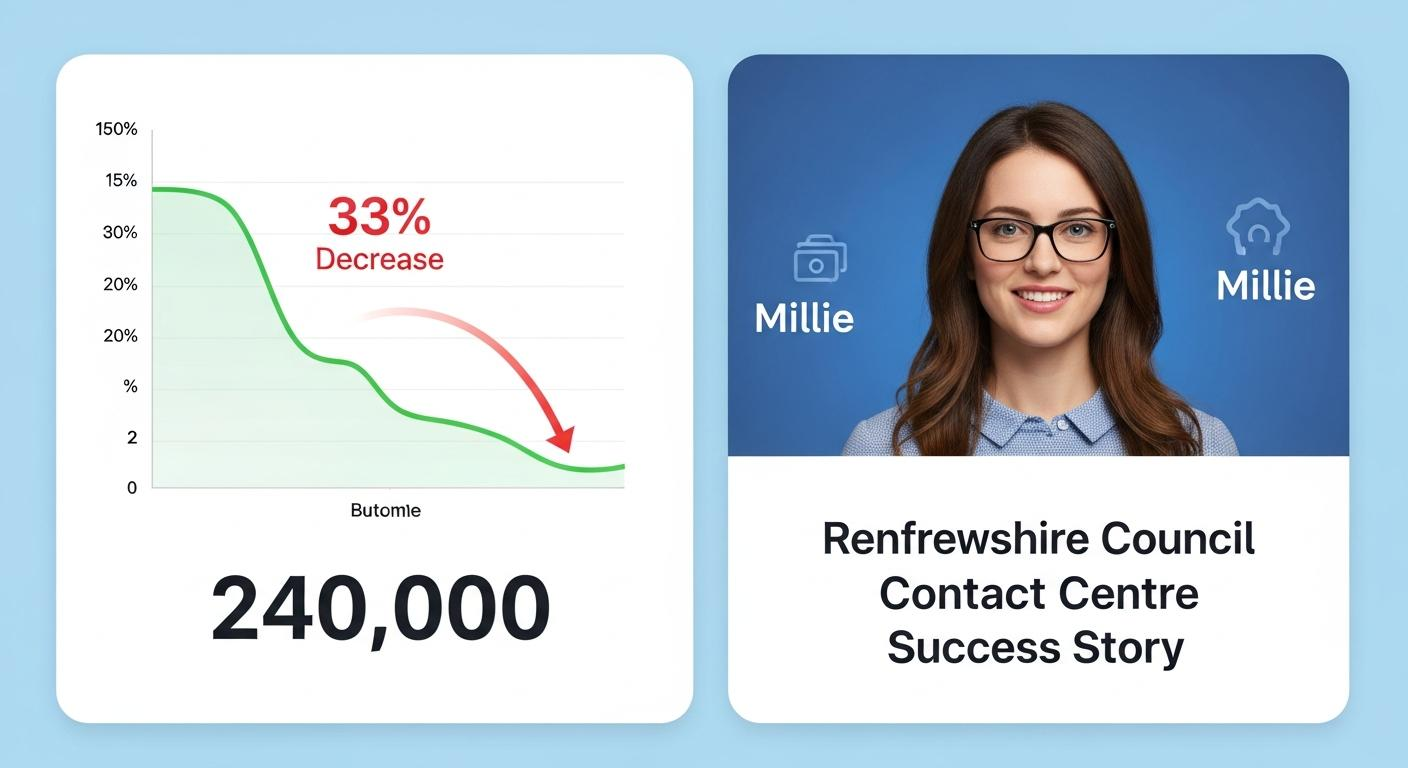 150%
15%
30%
20%
20%
%
2
0
33%
Decrease
Butomle
240,000
Millie
Millie
Renfrewshire Council
Contact Centre
Success Story